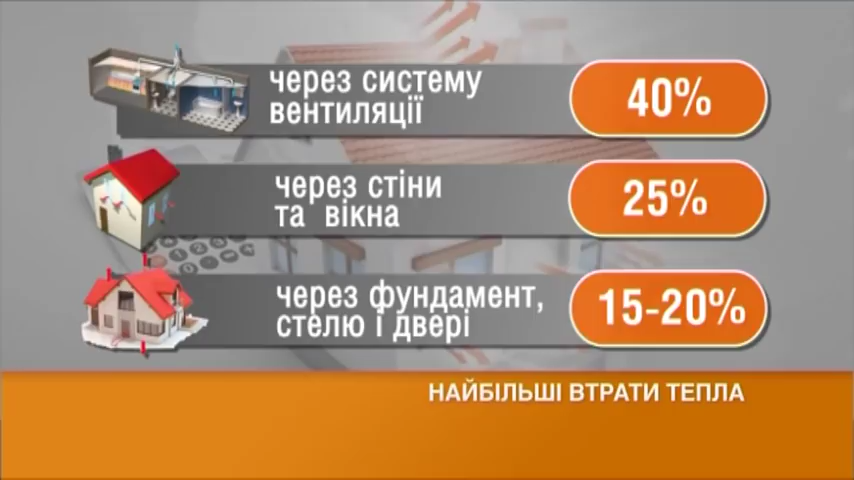 через систему
вентиляції
40%
через стіни
та вікна
25%
через фундамент,
стелю і двері
15-20%
НАЙБІЛЬШІ ВТРАТИ ТЕПЛА